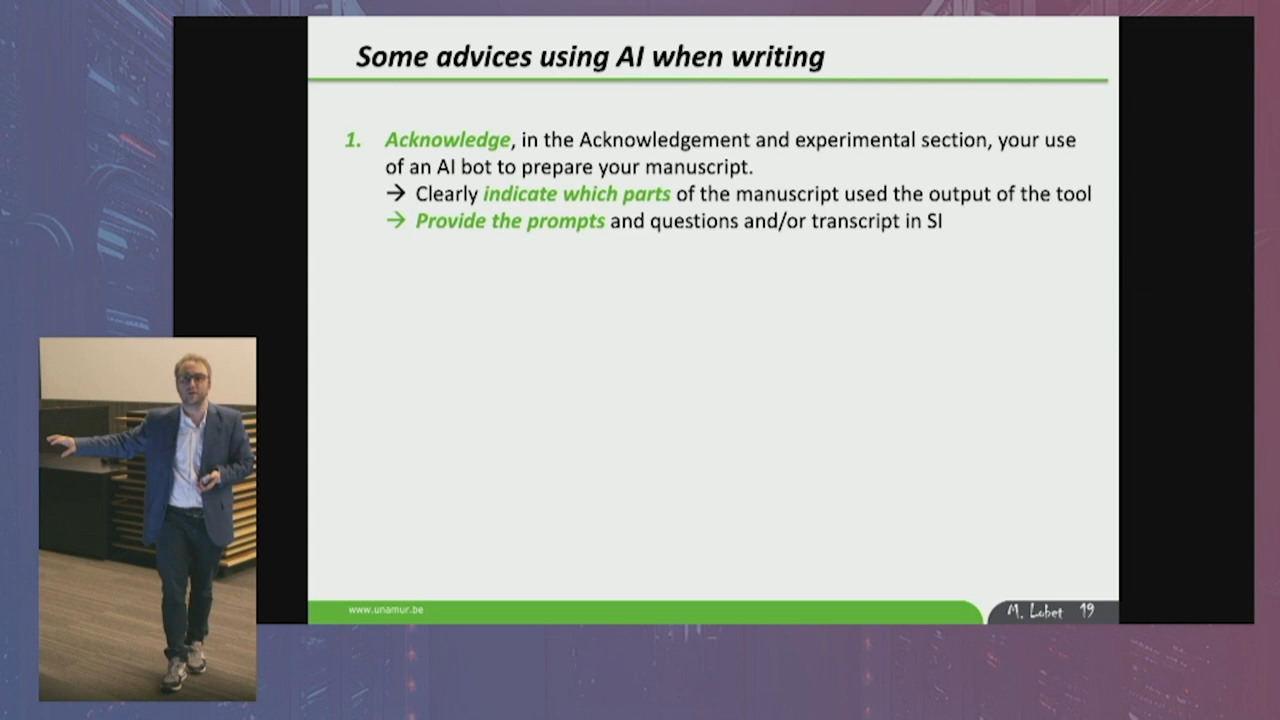 Some advices using AI when writing
1. Acknowledge, in the Acknowledgement and experimental section, your use
of an AI bot to prepare your manuscript.
→ Clearly indicate which parts of the manuscript used the output of the tool
→ Provide the prompts and questions and/or transcript in SI
www.unamur.be
M. Lobet 19